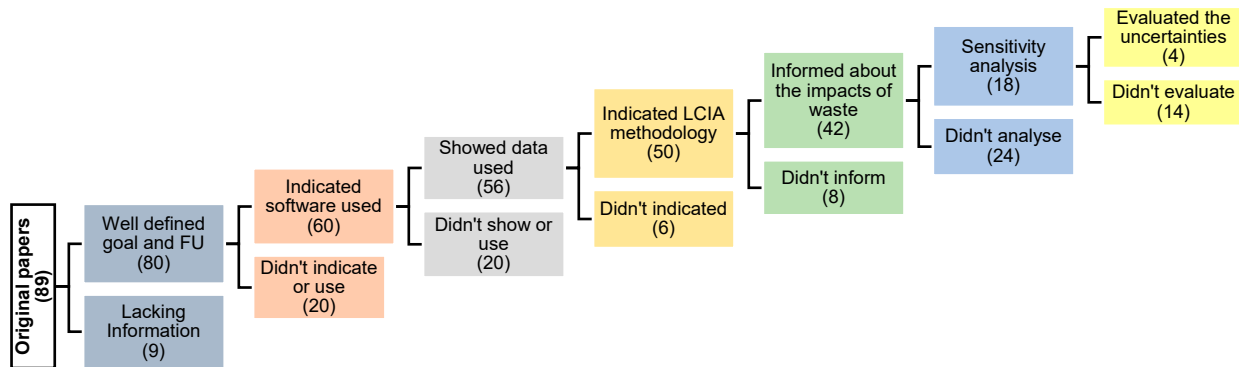 Original papers
(89)
Well defined
goal and FU
(80)
Lacking
Information
(9)
Indicated
software used
(60)
Didn't indicate
or use
(20)
Showed data
used
(56)
Didn't show or
use
(20)
Indicated LCIA
methodology
(50)
Didn't indicated
(6)
Informed about
the impacts of
waste
(42)
Didn't inform
(8)
Sensitivity
analysis
(18)
Didn't analyse
(24)
Evaluated the
uncertainties
(4)
Didn't evaluate
(14)